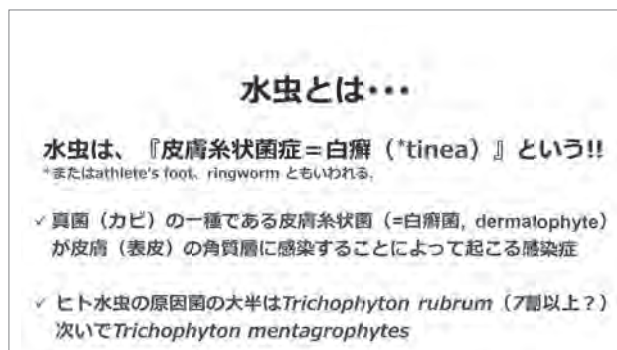 水虫とは･･･
水虫は、『皮膚糸状菌症＝白癬（*tinea）』という!!
*またはathlete's foot、ringworm ともいわれる。
✓ 真菌（カビ）の一種である皮膚糸状菌（=白癬菌, dermatophyte）
が皮膚（表皮）の角質層に感染することによって起こる感染症
✓ ヒト水虫の原因菌の大半はTrichophyton rubrum（7割以上？）
次いでTrichophyton mentagrophytes